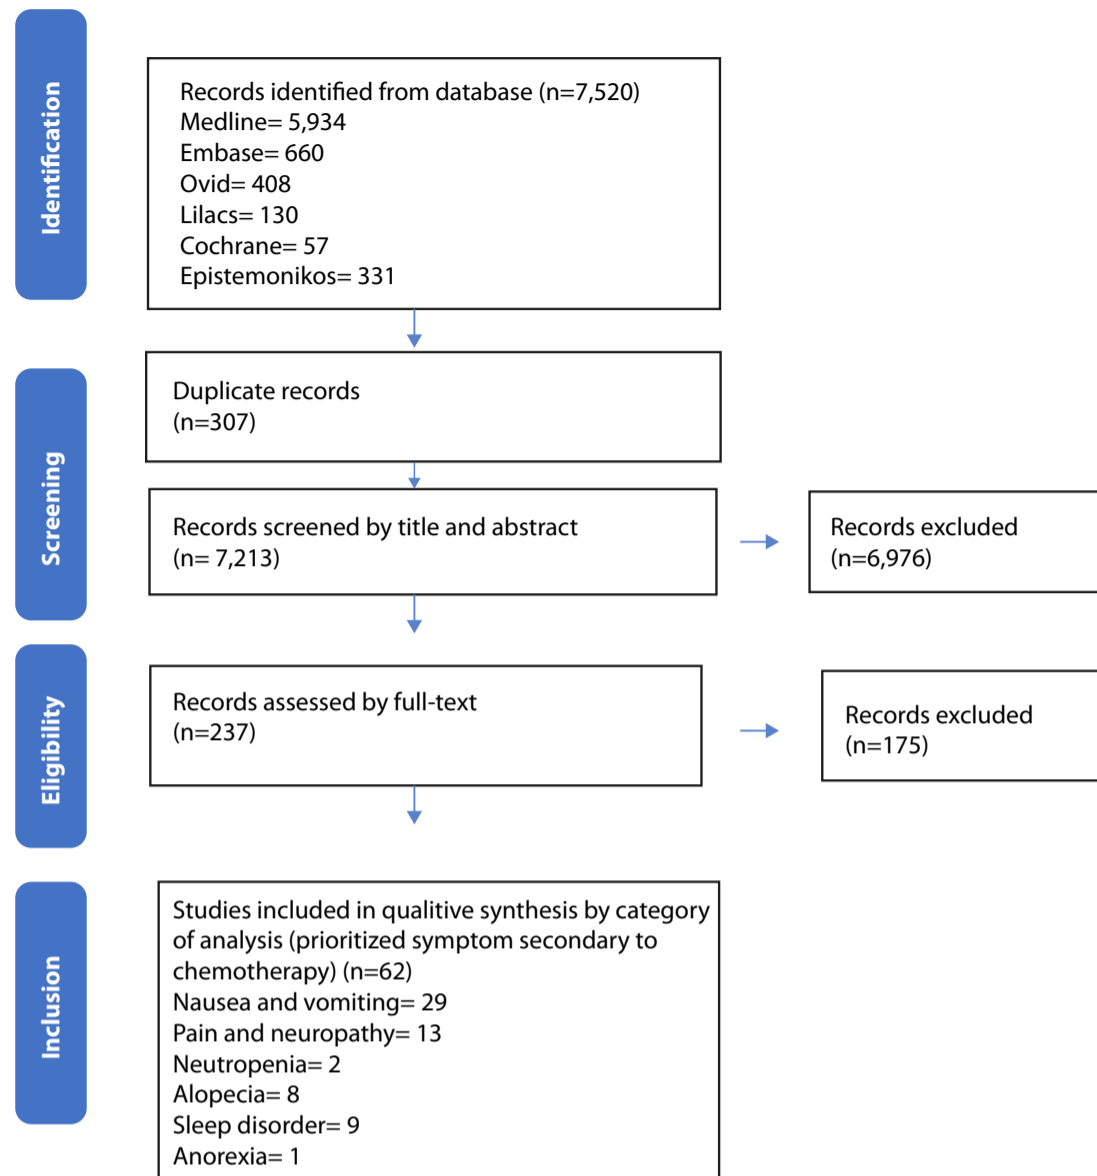 Identification
Records identified from database (n=7,520)
Medline= 5,934
Embase= 660
Ovid= 408
Lilacs= 130
Cochrane= 57
Epistemonikos= 331
Screening
Duplicate records
(n=307)
Records screened by title and abstract
(n= 7,213)
Records excluded
(n=6,976)
Eligibility
Records assessed by full-text
(n=237)
Records excluded
(n=175)
Inclusion
Studies included in qualitive synthesis by category
of analysis (prioritized symptom secondary to
chemotherapy) (n=62)
Nausea and vomiting= 29
Pain and neuropathy= 13
Neutropenia= 2
Alopecia= 8
Sleep disorder= 9
Anorexia= 1